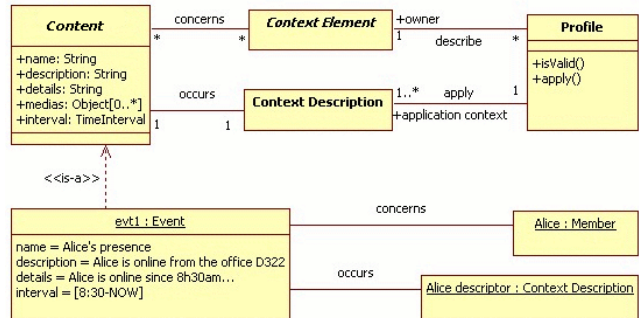 Content
+name: String
+description: String
+details: String
+medias: Object[0..*]
+interval: TimeInterval
concerns
*
*
Context Element
+owner
1
describe
*
Profile
+isValid()
+apply()
occurs
1
1
Context Description
1..*
apply
1
+application context
<<is-a>>
evt1 : Event
name = Alice's presence
description = Alice is online from the office D322
details = Alice is online since 8h30am...
interval = [8:30-NOW]
concerns
Alice : Member
occurs
Alice descriptor : Context Description